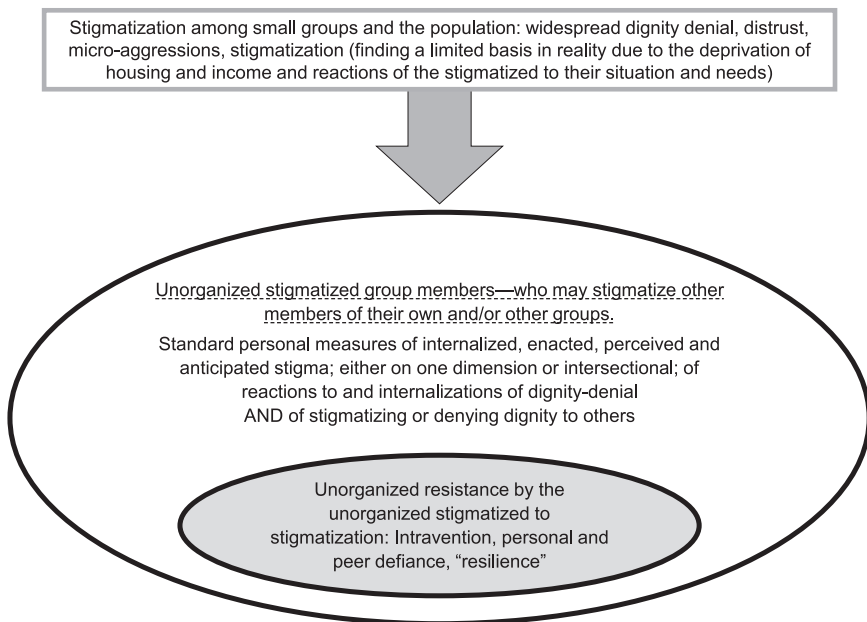 Stigmatization among small groups and the population: widespread dignity denial, distrust,
micro-aggressions, stigmatization (finding a limited basis in reality due to the deprivation of
housing and income and reactions of the stigmatized to their situation and needs)
Unorganized stigmatized group members—who may stigmatize other
members of their own and/or other groups.
Standard personal measures of internalized, enacted, perceived and
anticipated stigma; either on one dimension or intersectional; of
reactions to and internalizations of dignity-denial
AND of stigmatizing or denying dignity to others
Unorganized resistance by the
unorganized stigmatized to
stigmatization: Intravention, personal and
peer defiance, “resilience”